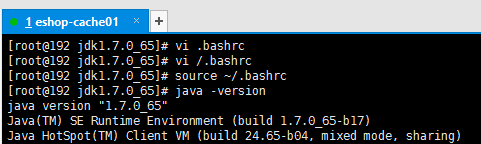 1 eshop-cache01
[root@192 jdk1.7.0_65]# vi .bashrc
[root@192 jdk1.7.0_65]# vi /.bashrc
[root@192 jdk1.7.0_65]# source ~/.bashrc
[root@192 jdk1.7.0_65]# java -version
java version "1.7.0_65"
Java(TM) SE Runtime Environment (build 1.7.0_65-b17)
Java HotSpot(TM) Client VM (build 24.65-b04, mixed mode, sharing)